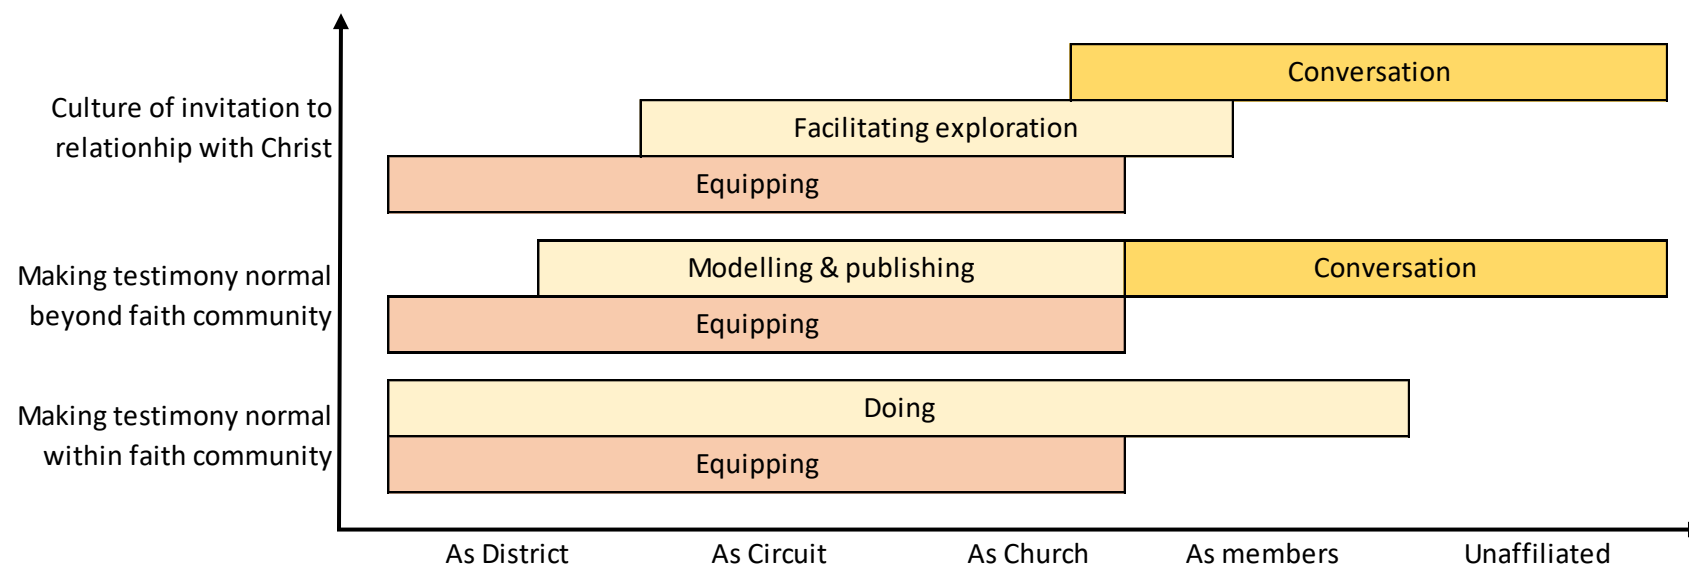 Conversation
Culture of invitation to
relationhip with Christ
Facilitating exploration
Equipping
Making testimony normal
beyond faith community
Modelling & publishing
Conversation
Equipping
Making testimony normal
within faith community
Doing
Equipping
As District
As Circuit
As Church
As members
Unaffiliated